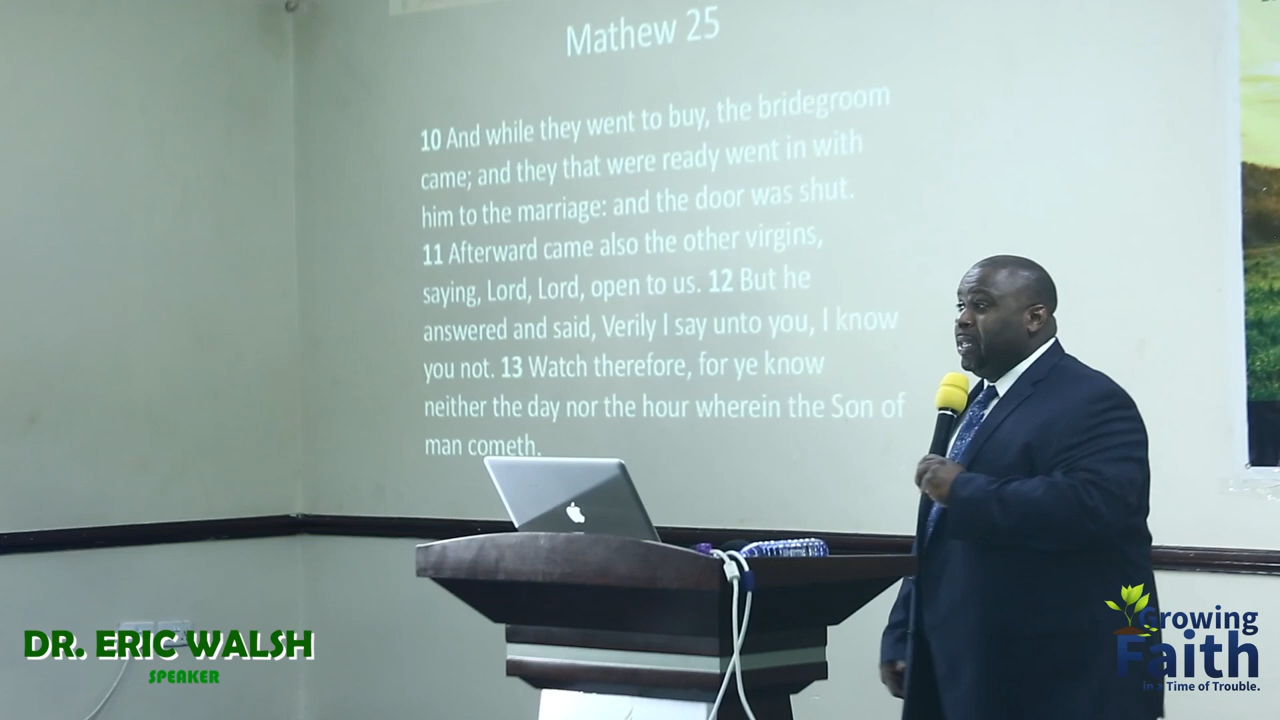 Mathew 25
10 And while they went to buy, the bridegroom
came; and they that were ready went in with
him to the marriage: and the door was shut.
11 Afterward came also the other virgins,
saying, Lord, Lord, open to us. 12 But he
answered and said, Verily I say unto you, I know
you not. 13 Watch therefore, for ye know
neither the day nor the hour wherein the Son of
man cometh.
DR. ERIC WALSH
SPEAKER
Growing
Faith
in a Time of Trouble.